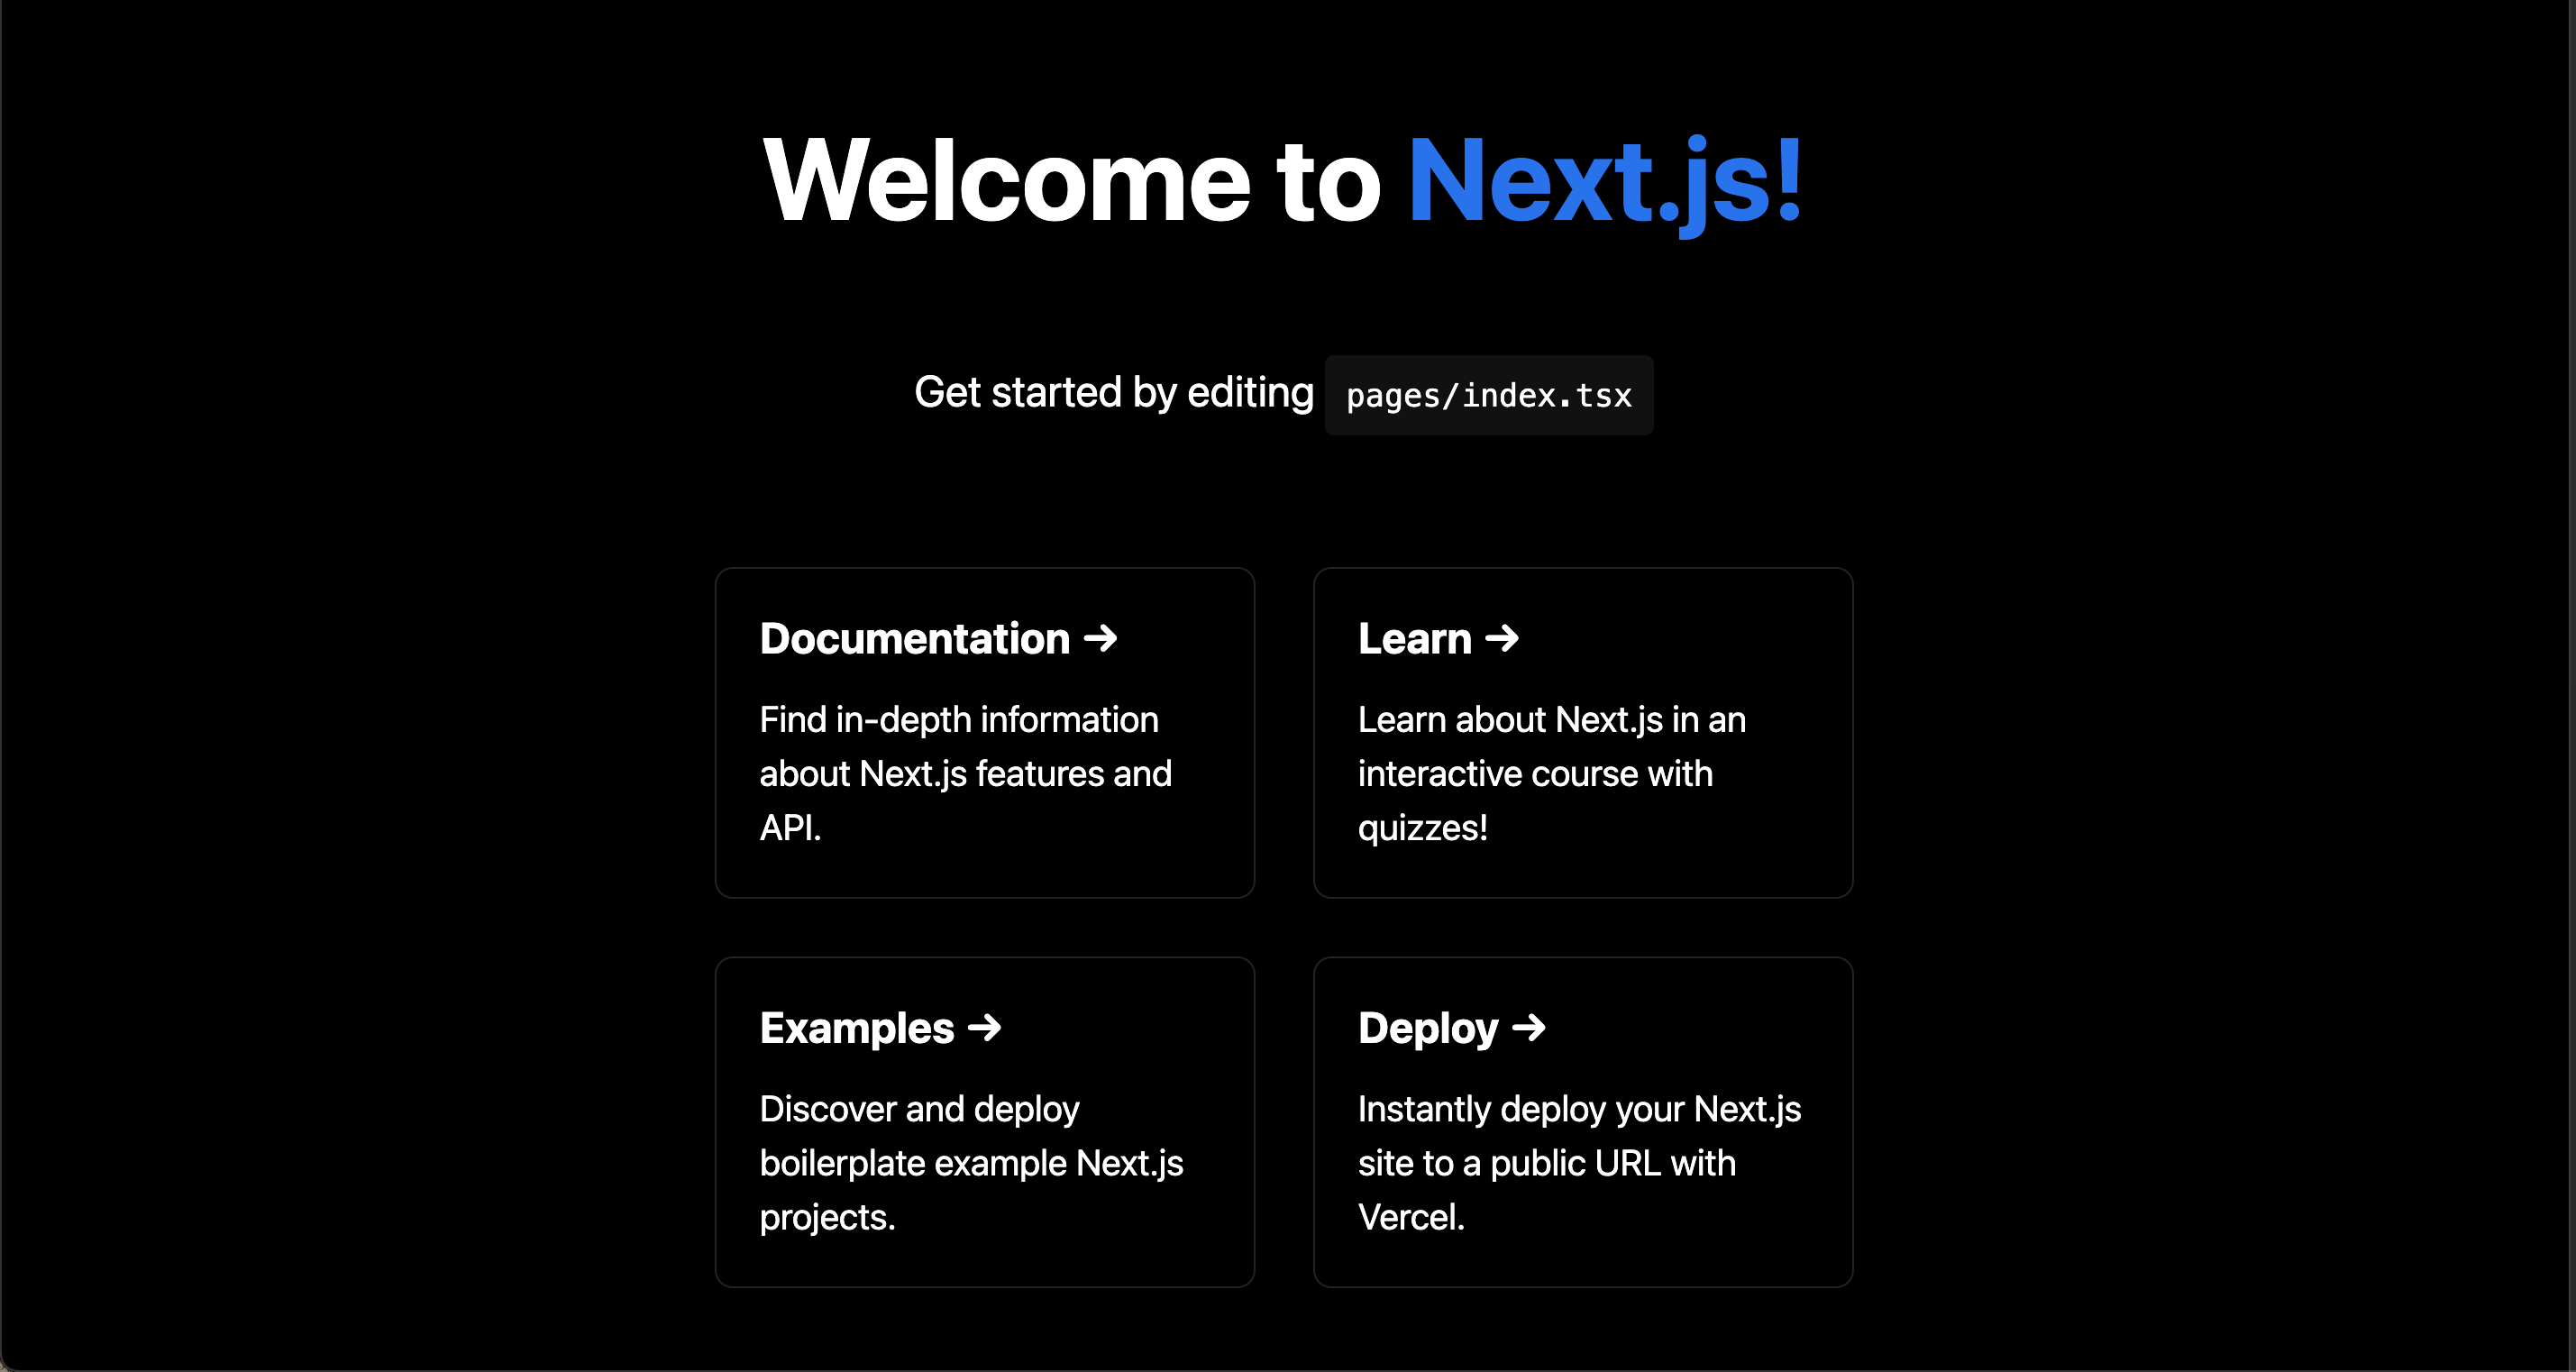 Welcome to Next.js!
Get started by editing pages/index.tsx
Documentation →
Find in-depth information
about Next.js features and
API.
Learn →
Learn about Next.js in an
interactive course with
quizzes!
Examples →
Discover and deploy
boilerplate example Next.js
projects.
Deploy →
Instantly deploy your Next.js
site to a public URL with
Vercel.